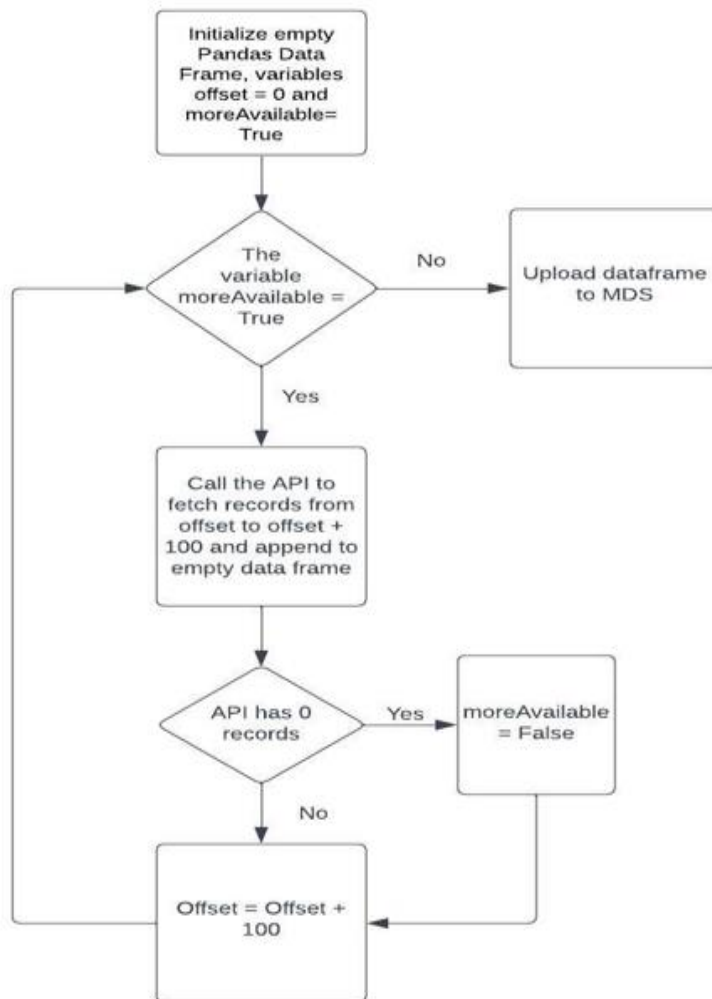 Initialize empty
Pandas Data
Frame, variables
offset = 0 and
moreAvailable=
True
The
variable
moreAvailable =
True
No
Upload dataframe
to MDS
Yes
Call the API to
fetch records from
offset to offset +
100 and append to
empty data frame
API has 0
records
Yes
moreAvailable
= False
No
Offset = Offset +
100